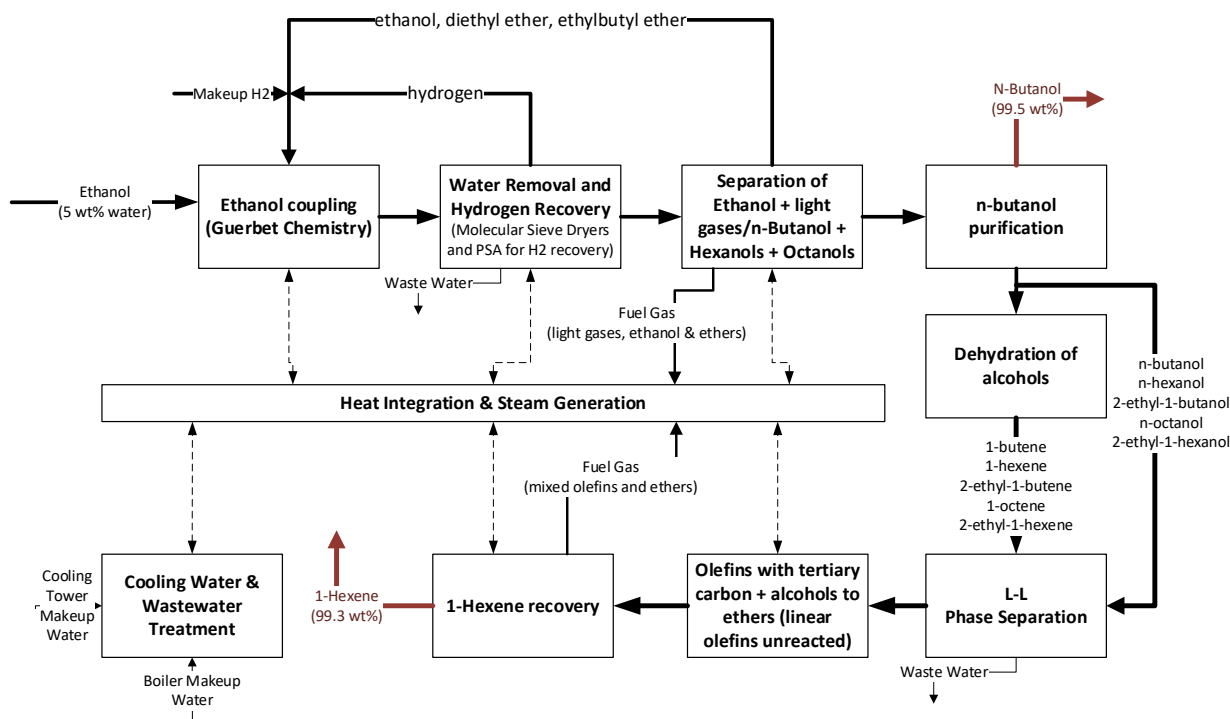 ethanol, diethyl ether, ethylbutyl ether
Makeup H2
hydrogen
N-Butanol
(99.5 wt%)
Ethanol
(5 wt% water)
Ethanol coupling
(Guerbet Chemistry)
Water Removal and
Hydrogen Recovery
(Molecular Sieve Dryers
and PSA for H2 recovery)
Separation of
Ethanol + light
gases/n-Butanol +
Hexanols + Octanols
n-butanol
purification
Waste Water
Fuel Gas
(light gases, ethanol & ethers)
Dehydration of
alcohols
n-butanol
n-hexanol
2-ethyl-1-butanol
n-octanol
2-ethyl-1-hexanol
Heat Integration & Steam Generation
1-butene
1-hexene
2-ethyl-1-butene
1-octene
2-ethyl-1-hexene
Fuel Gas
(mixed olefins and ethers)
Cooling
Tower
Makeup
Water
Cooling Water &
Wastewater
Treatment
1-Hexene
(99.3 wt%)
1-Hexene recovery
Olefins with tertiary
carbon + alcohols to
ethers (linear
olefins unreacted)
L-L
Phase Separation
Boiler Makeup
Water
Waste Water